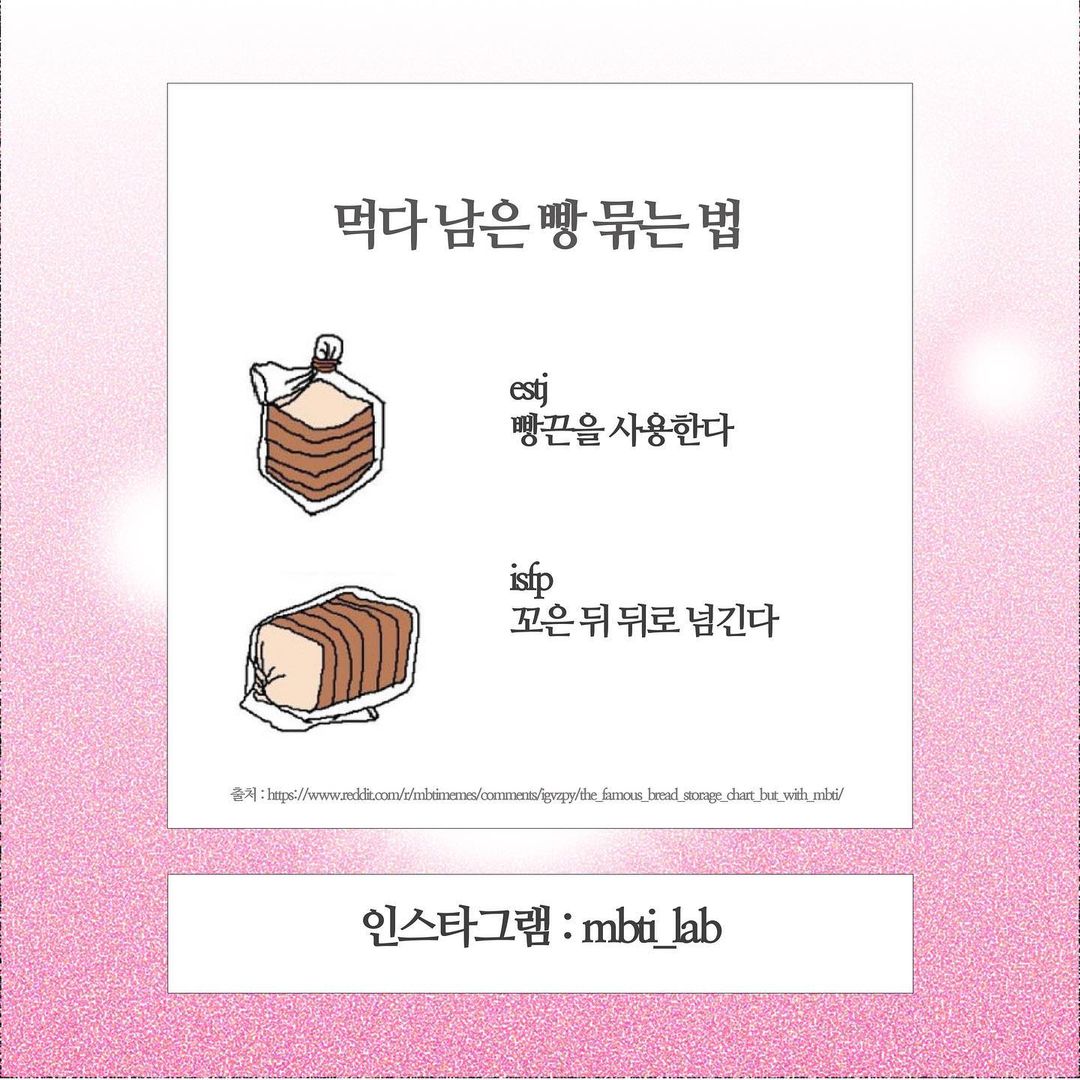 먹다 남은 빵 묶는 법
estj
빵끈을 사용한다
isfp
꼬은 뒤 뒤로 넘긴다
출처 : https://www.reddit.com/r/mbtimemes/comments/igvzpy/the_famous_bread_storage_chart_but_with_mbti/
인스타그램 : mbti_lab